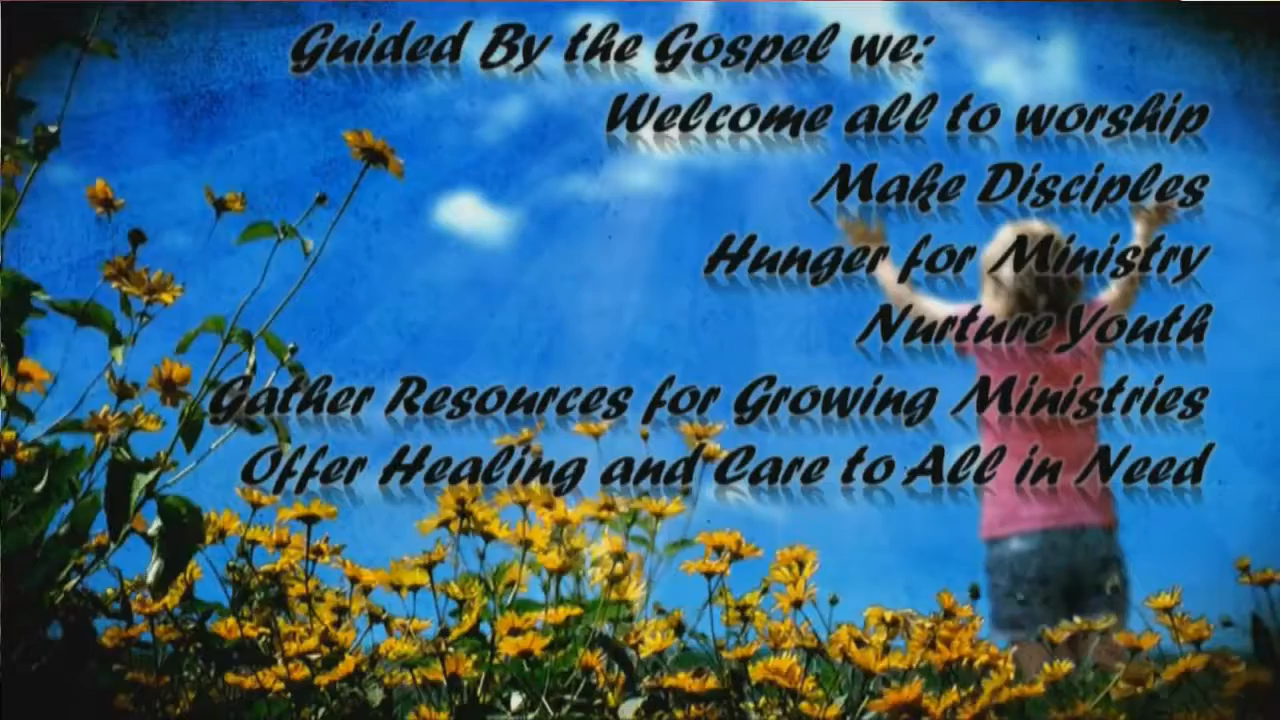 Guided By the Gospel we:
Welcome all to worship
Make Disciples
Hunger for Ministry
Nurture Youth
Gather Resources for Growing Ministries
Offer Healing and Care to All in Need